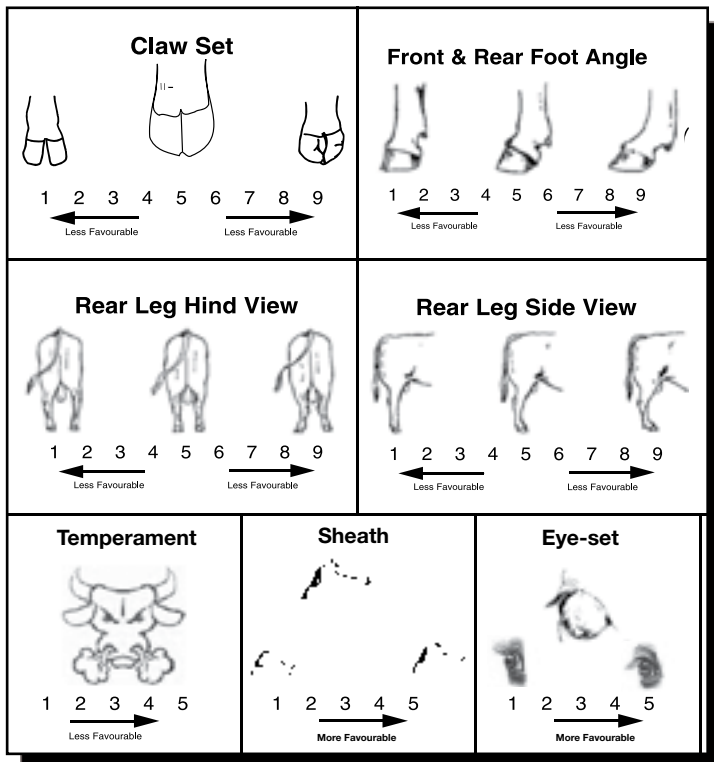 Claw Set
1 2 3 4 5 6 7 8 9
Less Favourable Less Favourable
Front & Rear Foot Angle
1 2 3 4 5 6 7 8 9
Less Favourable Less Favourable
Rear Leg Hind View
1 2 3 4 5 6 7 8 9
Less Favourable Less Favourable
Rear Leg Side View
1 2 3 4 5 6 7 8 9
Less Favourable Less Favourable
Temperament
1 2 3 4 5
Less Favourable
Sheath
1 2 3 4 5
More Favourable
Eye-set
1 2 3 4 5
More Favourable